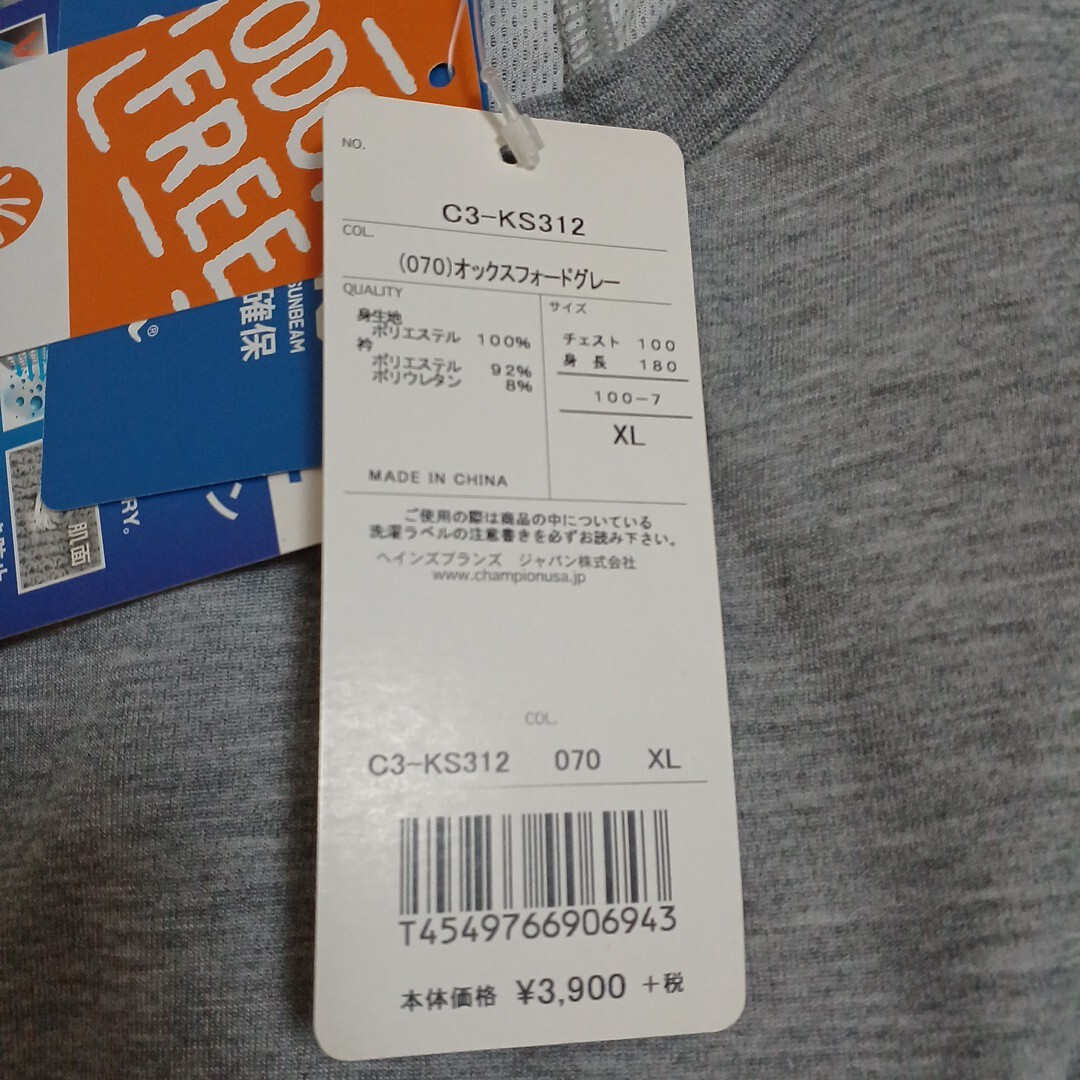 FREE
SUNBEAM
確保
®
RY。
ン
肌面
NO.
C3-KS312
COL.
(070)オックスフォードグレー
QUALITY
サイズ
身生地
ポリエステル 100%
衿
ポリエステル 92%
ポリウレタン 8%
チェスト 100
身長 180
100-7
XL
MADE IN CHINA
ご使用の際は商品の中についている
洗濯ラベルの注意書きを必ずお読み下さい。
ヘインズブランズ ジャパン株式会社
www.championusa.jp
COL.
C3-KS312 070 XL
T4549766906943
本体価格 ¥3,900 +税